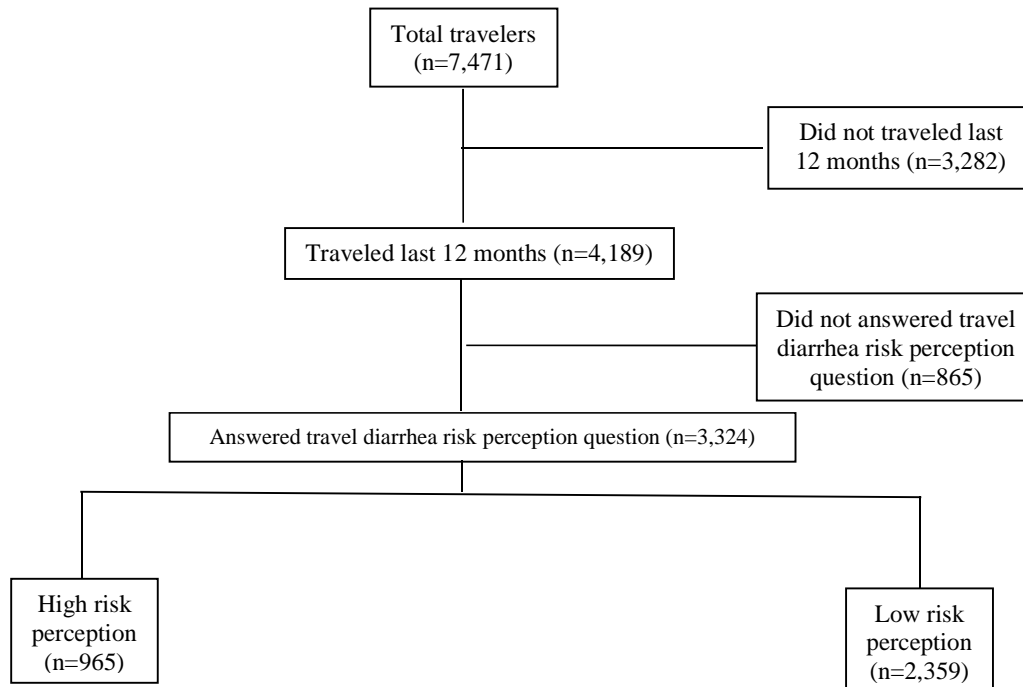 Total travelers
(n=7,471)
Did not traveled last
12 months (n=3,282)
Traveled last 12 months (n=4,189)
Did not answered travel
diarrhea risk perception
question (n=865)
Answered travel diarrhea risk perception question (n=3,324)
High risk
perception
(n=965)
Low risk
perception
(n=2,359)